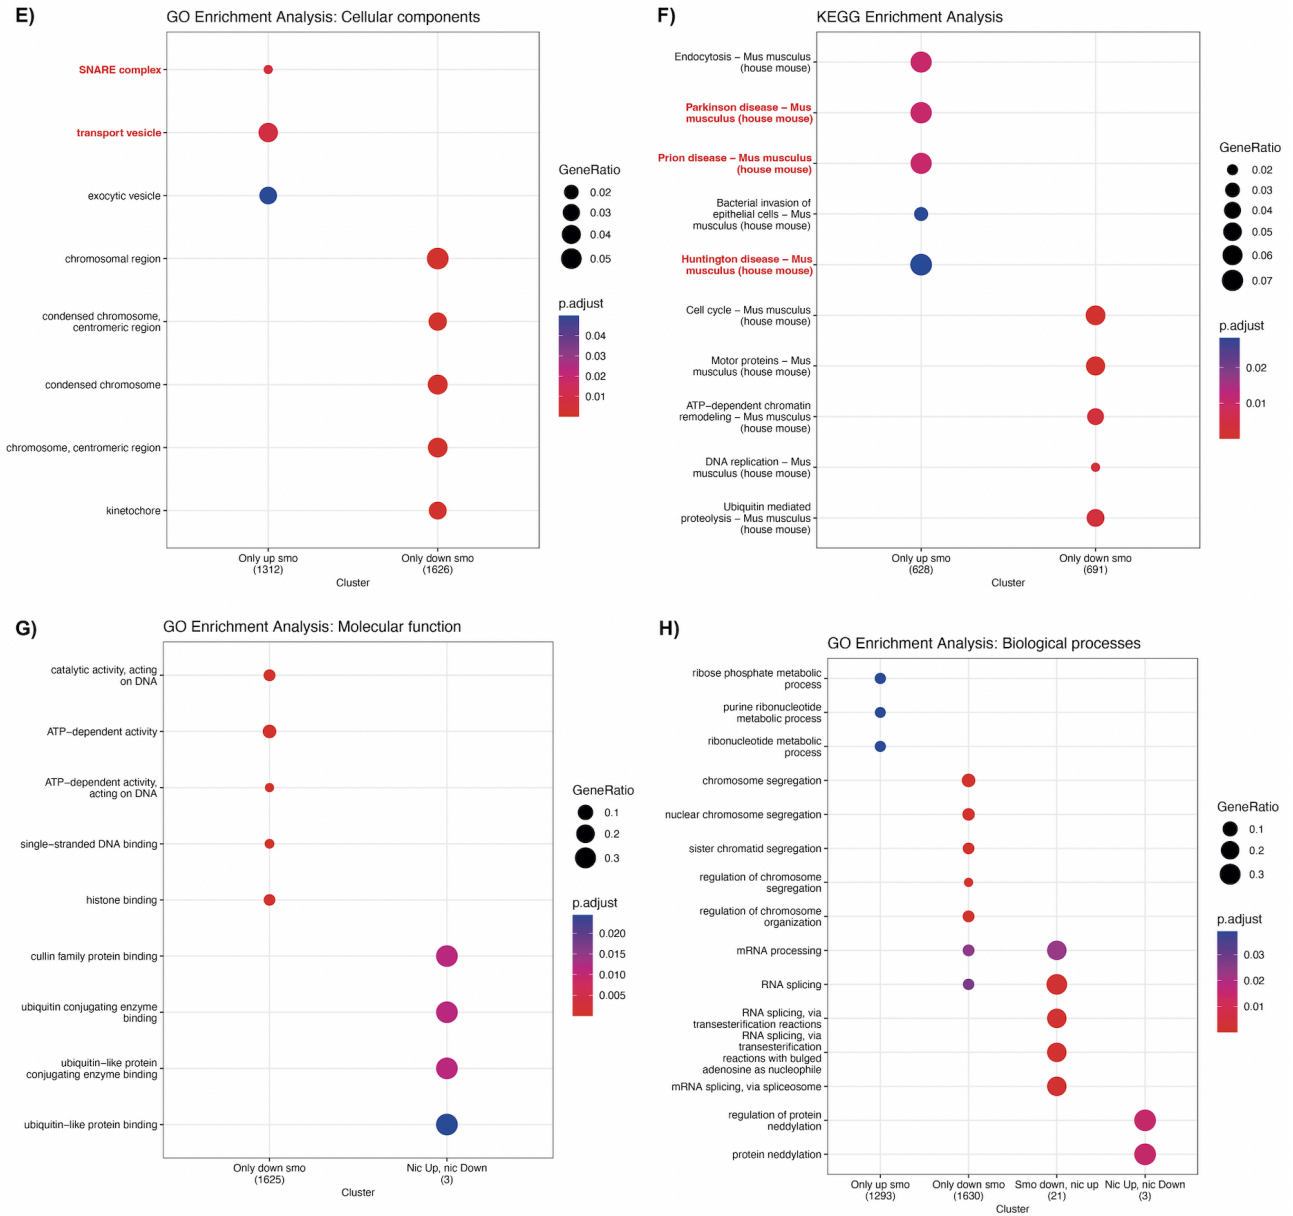 E)
GO Enrichment Analysis: Cellular components
SNARE complex
transport vesicle
exocytic vesicle
chromosomal region
condensed chromosome,
centromeric region
condensed chromosome
chromosome, centromeric region
kinetochore
Only up smo
(1312)
Only down smo
(1626)
Cluster
GeneRatio
0.02
0.03
0.04
0.05
p.adjust
0.04
0.03
0.02
0.01
F)
KEGG Enrichment Analysis
Endocytosis – Mus musculus
(house mouse)
Parkinson disease – Mus
musculus (house mouse)
Prion disease – Mus musculus
(house mouse)
Bacterial invasion of
epithelial cells – Mus
musculus (house mouse)
Huntington disease – Mus
musculus (house mouse)
Cell cycle – Mus musculus
(house mouse)
Motor proteins – Mus
musculus (house mouse)
ATP–dependent chromatin
remodeling – Mus musculus
(house mouse)
DNA replication – Mus
musculus (house mouse)
Ubiquitin mediated
proteolysis – Mus musculus
(house mouse)
Only up smo
(628)
Only down smo
(691)
Cluster
GeneRatio
0.02
0.03
0.04
0.05
0.06
0.07
p.adjust
0.02
0.01
G)
GO Enrichment Analysis: Molecular function
catalytic activity, acting
on DNA
ATP–dependent activity
ATP–dependent activity,
acting on DNA
single–stranded DNA binding
histone binding
cullin family protein binding
ubiquitin conjugating enzyme
binding
ubiquitin–like protein
conjugating enzyme binding
ubiquitin–like protein binding
Only down smo
(1625)
Nic Up, nic Down
(3)
Cluster
GeneRatio
0.1
0.2
0.3
p.adjust
0.020
0.015
0.010
0.005
H)
GO Enrichment Analysis: Biological processes
ribose phosphate metabolic
process
purine ribonucleotide
metabolic process
ribonucleotide metabolic
process
chromosome segregation
nuclear chromosome segregation
sister chromatid segregation
regulation of chromosome
segregation
regulation of chromosome
organization
mRNA processing
RNA splicing
RNA splicing, via
transesterification reactions
RNA splicing, via
transesterification
reactions with bulged
adenosine as nucleophile
mRNA splicing, via spliceosome
regulation of protein
neddylation
protein neddylation
Only up smo
(1293)
Only down smo
(1630)
Smo down, nic up
(21)
Nic Up, nic Down
(3)
Cluster
GeneRatio
0.1
0.2
0.3
p.adjust
0.03
0.02
0.01